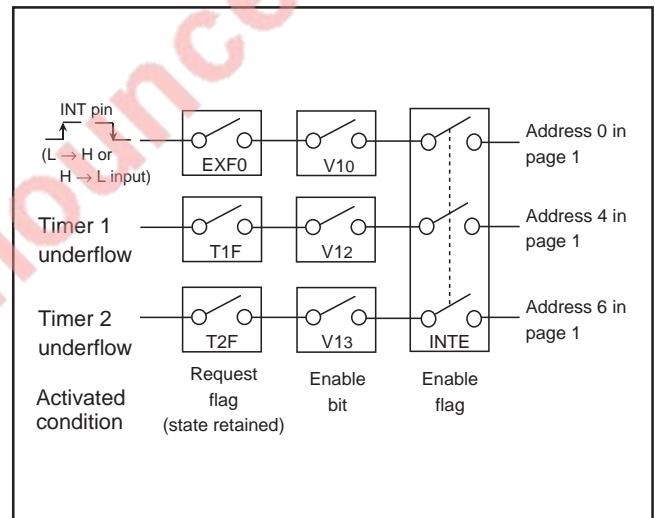 INT pin
(L → H or
H → L input)
EXF0
V10
Address 0 in
page 1
Timer 1
underflow
T1F
V12
Address 4 in
page 1
Timer 2
underflow
T2F
V13
INTE
Address 6 in
page 1
Activated
condition
Request
flag
(state retained)
Enable
bit
Enable
flag